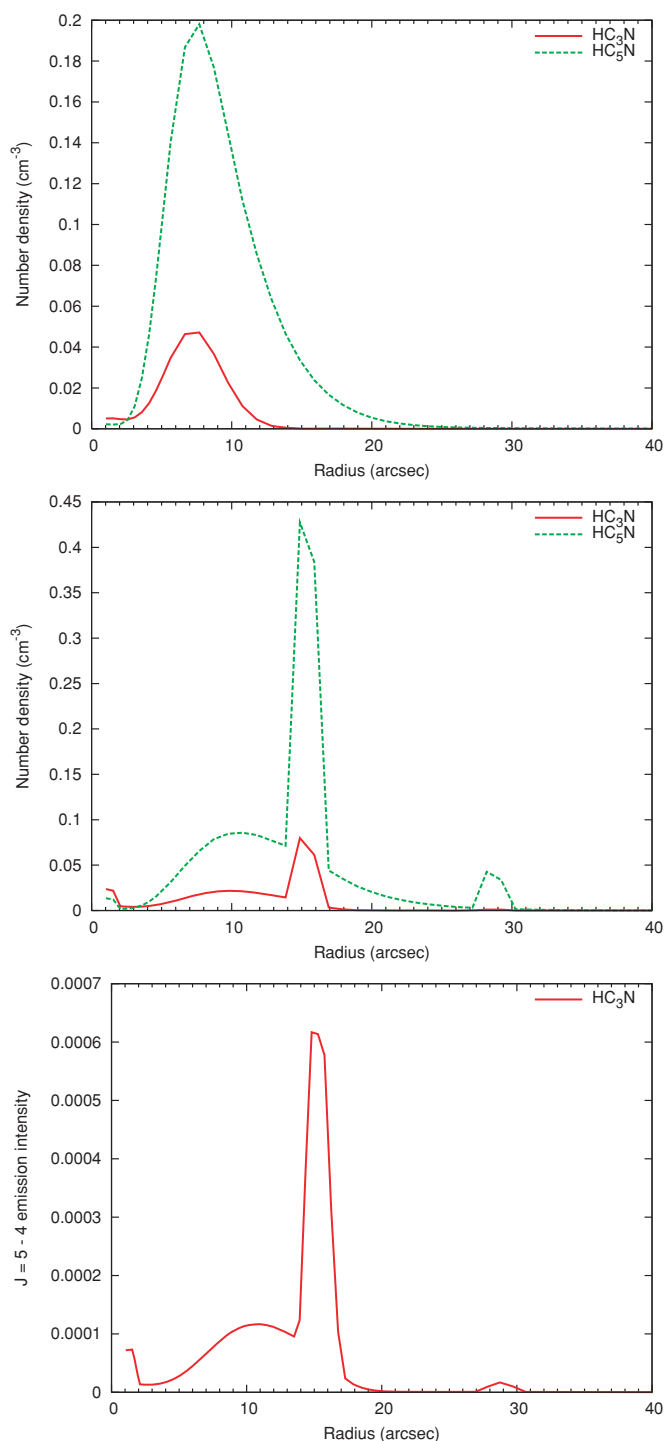 0.2
0.18
0.16
0.14
0.12
0.1
0.08
0.06
0.04
0.02
0
Number density (cm⁻³)
HC₃N
HC₅N
0 10 20 30 40
Radius (arcsec)
0.45
0.4
0.35
0.3
0.25
0.2
0.15
0.1
0.05
0
Number density (cm⁻³)
HC₃N
HC₅N
0 10 20 30 40
Radius (arcsec)
0.0007
0.0006
0.0005
0.0004
0.0003
0.0002
0.0001
0
J = 5 - 4 emission intensity
HC₃N
0 10 20 30 40
Radius (arcsec)